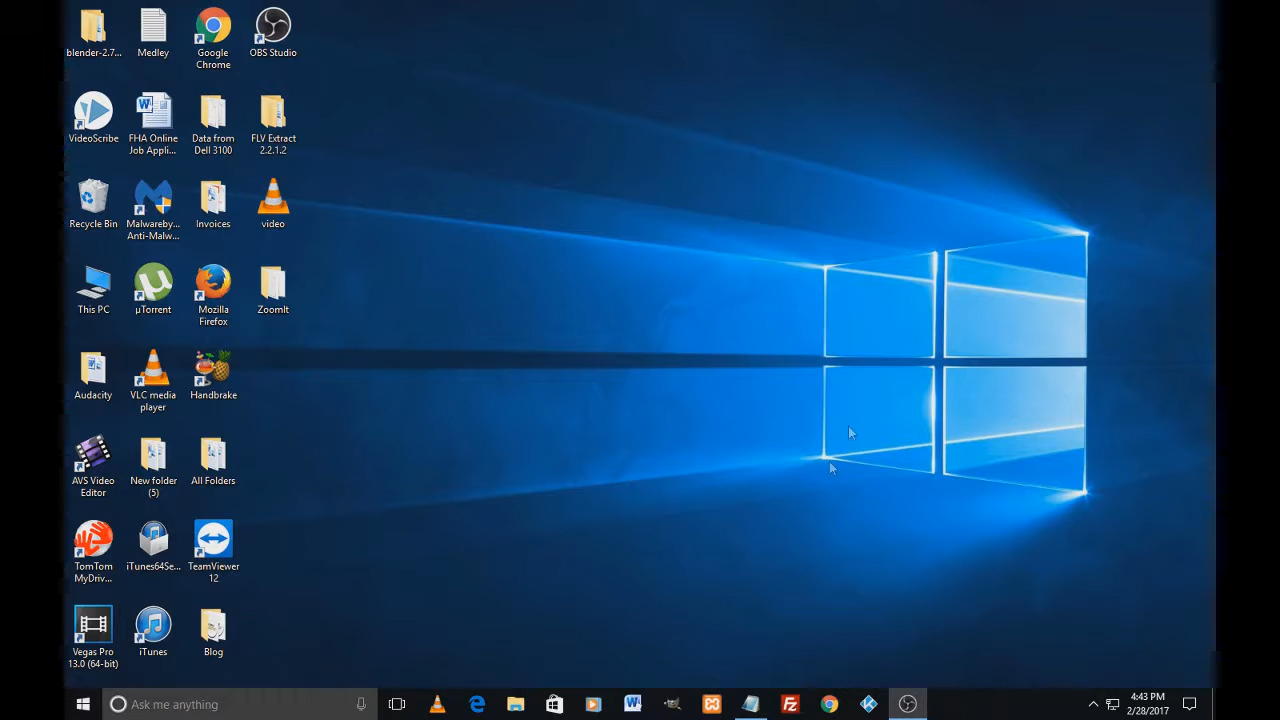 blender-2.7...
Medley
Google
Chrome
OBS Studio
VideoScribe
FHA Online
Job Appli...
Data from
Dell 3100
FLV Extract
2.2.1.2
Recycle Bin
Malwareby...
Anti-Malw...
Invoices
video
This PC
µTorrent
Mozilla
Firefox
ZoomIt
Audacity
VLC media
player
Handbrake
AVS Video
Editor
New folder
(5)
All Folders
TomTom
MyDriv...
iTunes64Se...
TeamViewer
12
Vegas Pro
13.0 (64-bit)
iTunes
Blog
Ask me anything
4:43 PM
2/28/2017